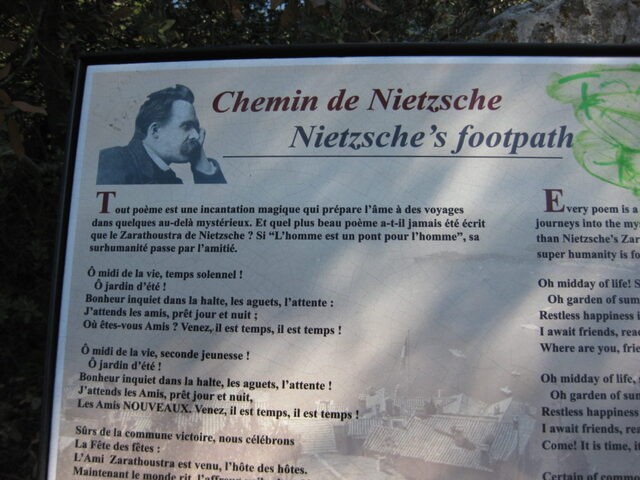 Chemin de Nietzsche
Nietzsche's footpath
Tout poème est une incantation magique qui prépare l'âme à des voyages
dans quelques au-delà mystérieux. Et quel plus beau poème a-t-il jamais été écrit
que le Zarathoustra de Nietzsche ? Si "L'homme est un pont pour l'homme", sa
surhumanité passe par l'amitié.
Ô midi de la vie, temps solennel !
Ô jardin d'été !
Bonheur inquiet dans la halte, les aguets, l'attente :
J'attends les amis, prêt jour et nuit ;
Où êtes-vous Amis ? Venez, il est temps, il est temps !
Ô midi de la vie, seconde jeunesse !
Ô jardin d'été !
Bonheur inquiet dans la halte, les aguets, l'attente !
J'attends les Amis, prêt jour et nuit,
Les Amis NOUVEAUX. Venez, il est temps, il est temps !
Sûrs de la commune victoire, nous célébrons
La Fête des fêtes :
L'Ami Zarathoustra est venu, l'hôte des hôtes.
Maintenant le monde rit,
Every poem is a
journeys into the
than Nietzsche's
super humanity is
Oh midday of life!
Oh garden of
Restless happiness
I await friends,
Where are you,
Oh midday of life,
Oh garden of
Restless happiness
I await friends,
Come! It is time,
Certain of